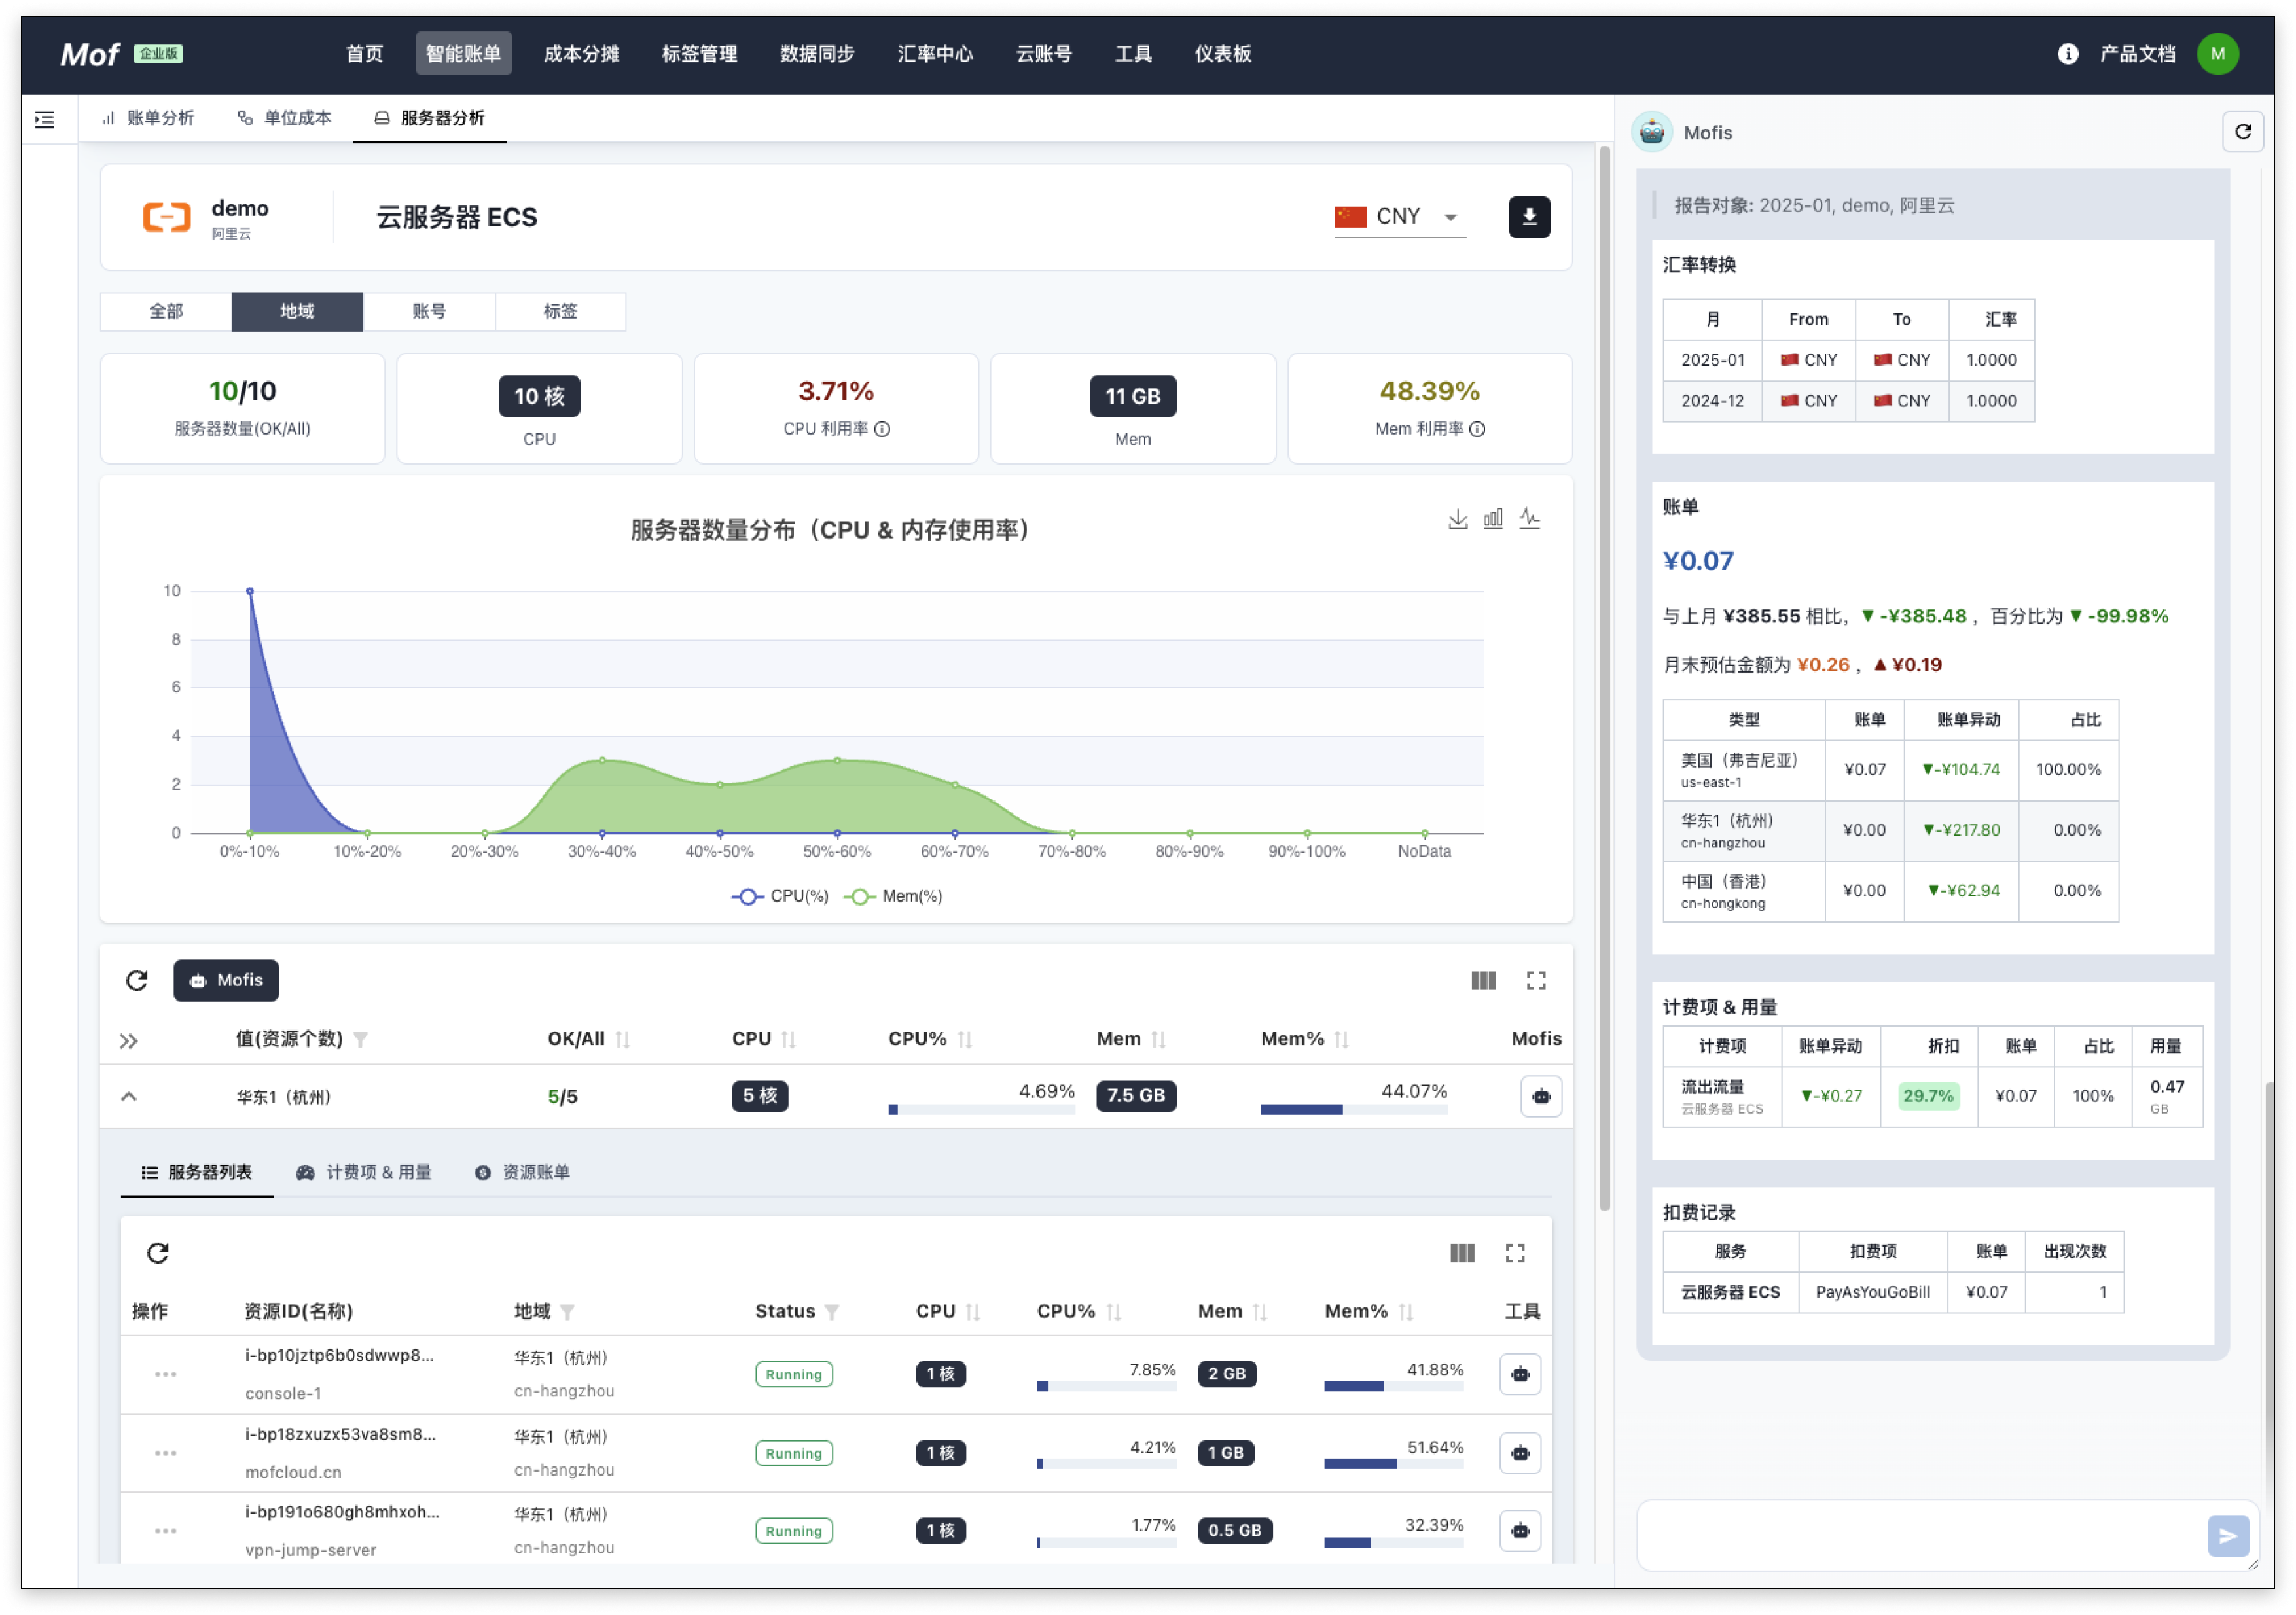 Mof 企业版 首页 智能账单 成本分摊 标签管理 数据同步 汇率中心 云账号 工具 仪表板 产品文档 M
账单分析 单位成本 服务器分析
demo
阿里云
云服务器 ECS
CNY
全部 地域 账号 标签
10/10
服务器数量(OK/All)
10 核
CPU
3.71%
CPU 利用率
11 GB
Mem
48.39%
Mem 利用率
服务器数量分布（CPU & 内存使用率）
10
8
6
4
2
0
0%-10% 10%-20% 20%-30% 30%-40% 40%-50% 50%-60% 60%-70% 70%-80% 80%-90% 90%-100% NoData
CPU(%) Mem(%)
Mofis
值(资源个数) OK/All CPU CPU% Mem Mem% Mofis
华东1（杭州） 5/5 5 核 4.69% 7.5 GB 44.07%
服务器列表 计费项 & 用量 资源账单
操作 资源ID(名称) 地域 Status CPU CPU% Mem Mem% 工具
i-bp10jztp6b0sdwwp8... 华东1（杭州） Running 1 核 7.85% 2 GB 41.88%
console-1 cn-hangzhou
i-bp18zxuzx53va8sm8... 华东1（杭州） Running 1 核 4.21% 1 GB 51.64%
mofcloud.cn cn-hangzhou
i-bp191o680gh8mhxoh... 华东1（杭州） Running 1 核 1.77% 0.5 GB 32.39%
vpn-jump-server cn-hangzhou
Mofis
报告对象: 2025-01, demo, 阿里云
汇率转换
月 From To 汇率
2025-01 CNY CNY 1.0000
2024-12 CNY CNY 1.0000
账单
¥0.07
与上月 ¥385.55 相比, ▼ -¥385.48 , 百分比为 ▼ -99.98%
月末预估金额为 ¥0.26 , ▲ ¥0.19
类型 账单 账单异动 占比
美国（弗吉尼亚） ¥0.07 ▼-¥104.74 100.00%
us-east-1
华东1（杭州） ¥0.00 ▼-¥217.80 0.00%
cn-hangzhou
中国（香港） ¥0.00 ▼-¥62.94 0.00%
cn-hongkong
计费项 & 用量
计费项 账单异动 折扣 账单 占比 用量
流出流量 ▼-¥0.27 29.7% ¥0.07 100% 0.47
云服务器 ECS GB
扣费记录
服务 扣费项 账单 出现次数
云服务器 ECS PayAsYouGoBill ¥0.07 1